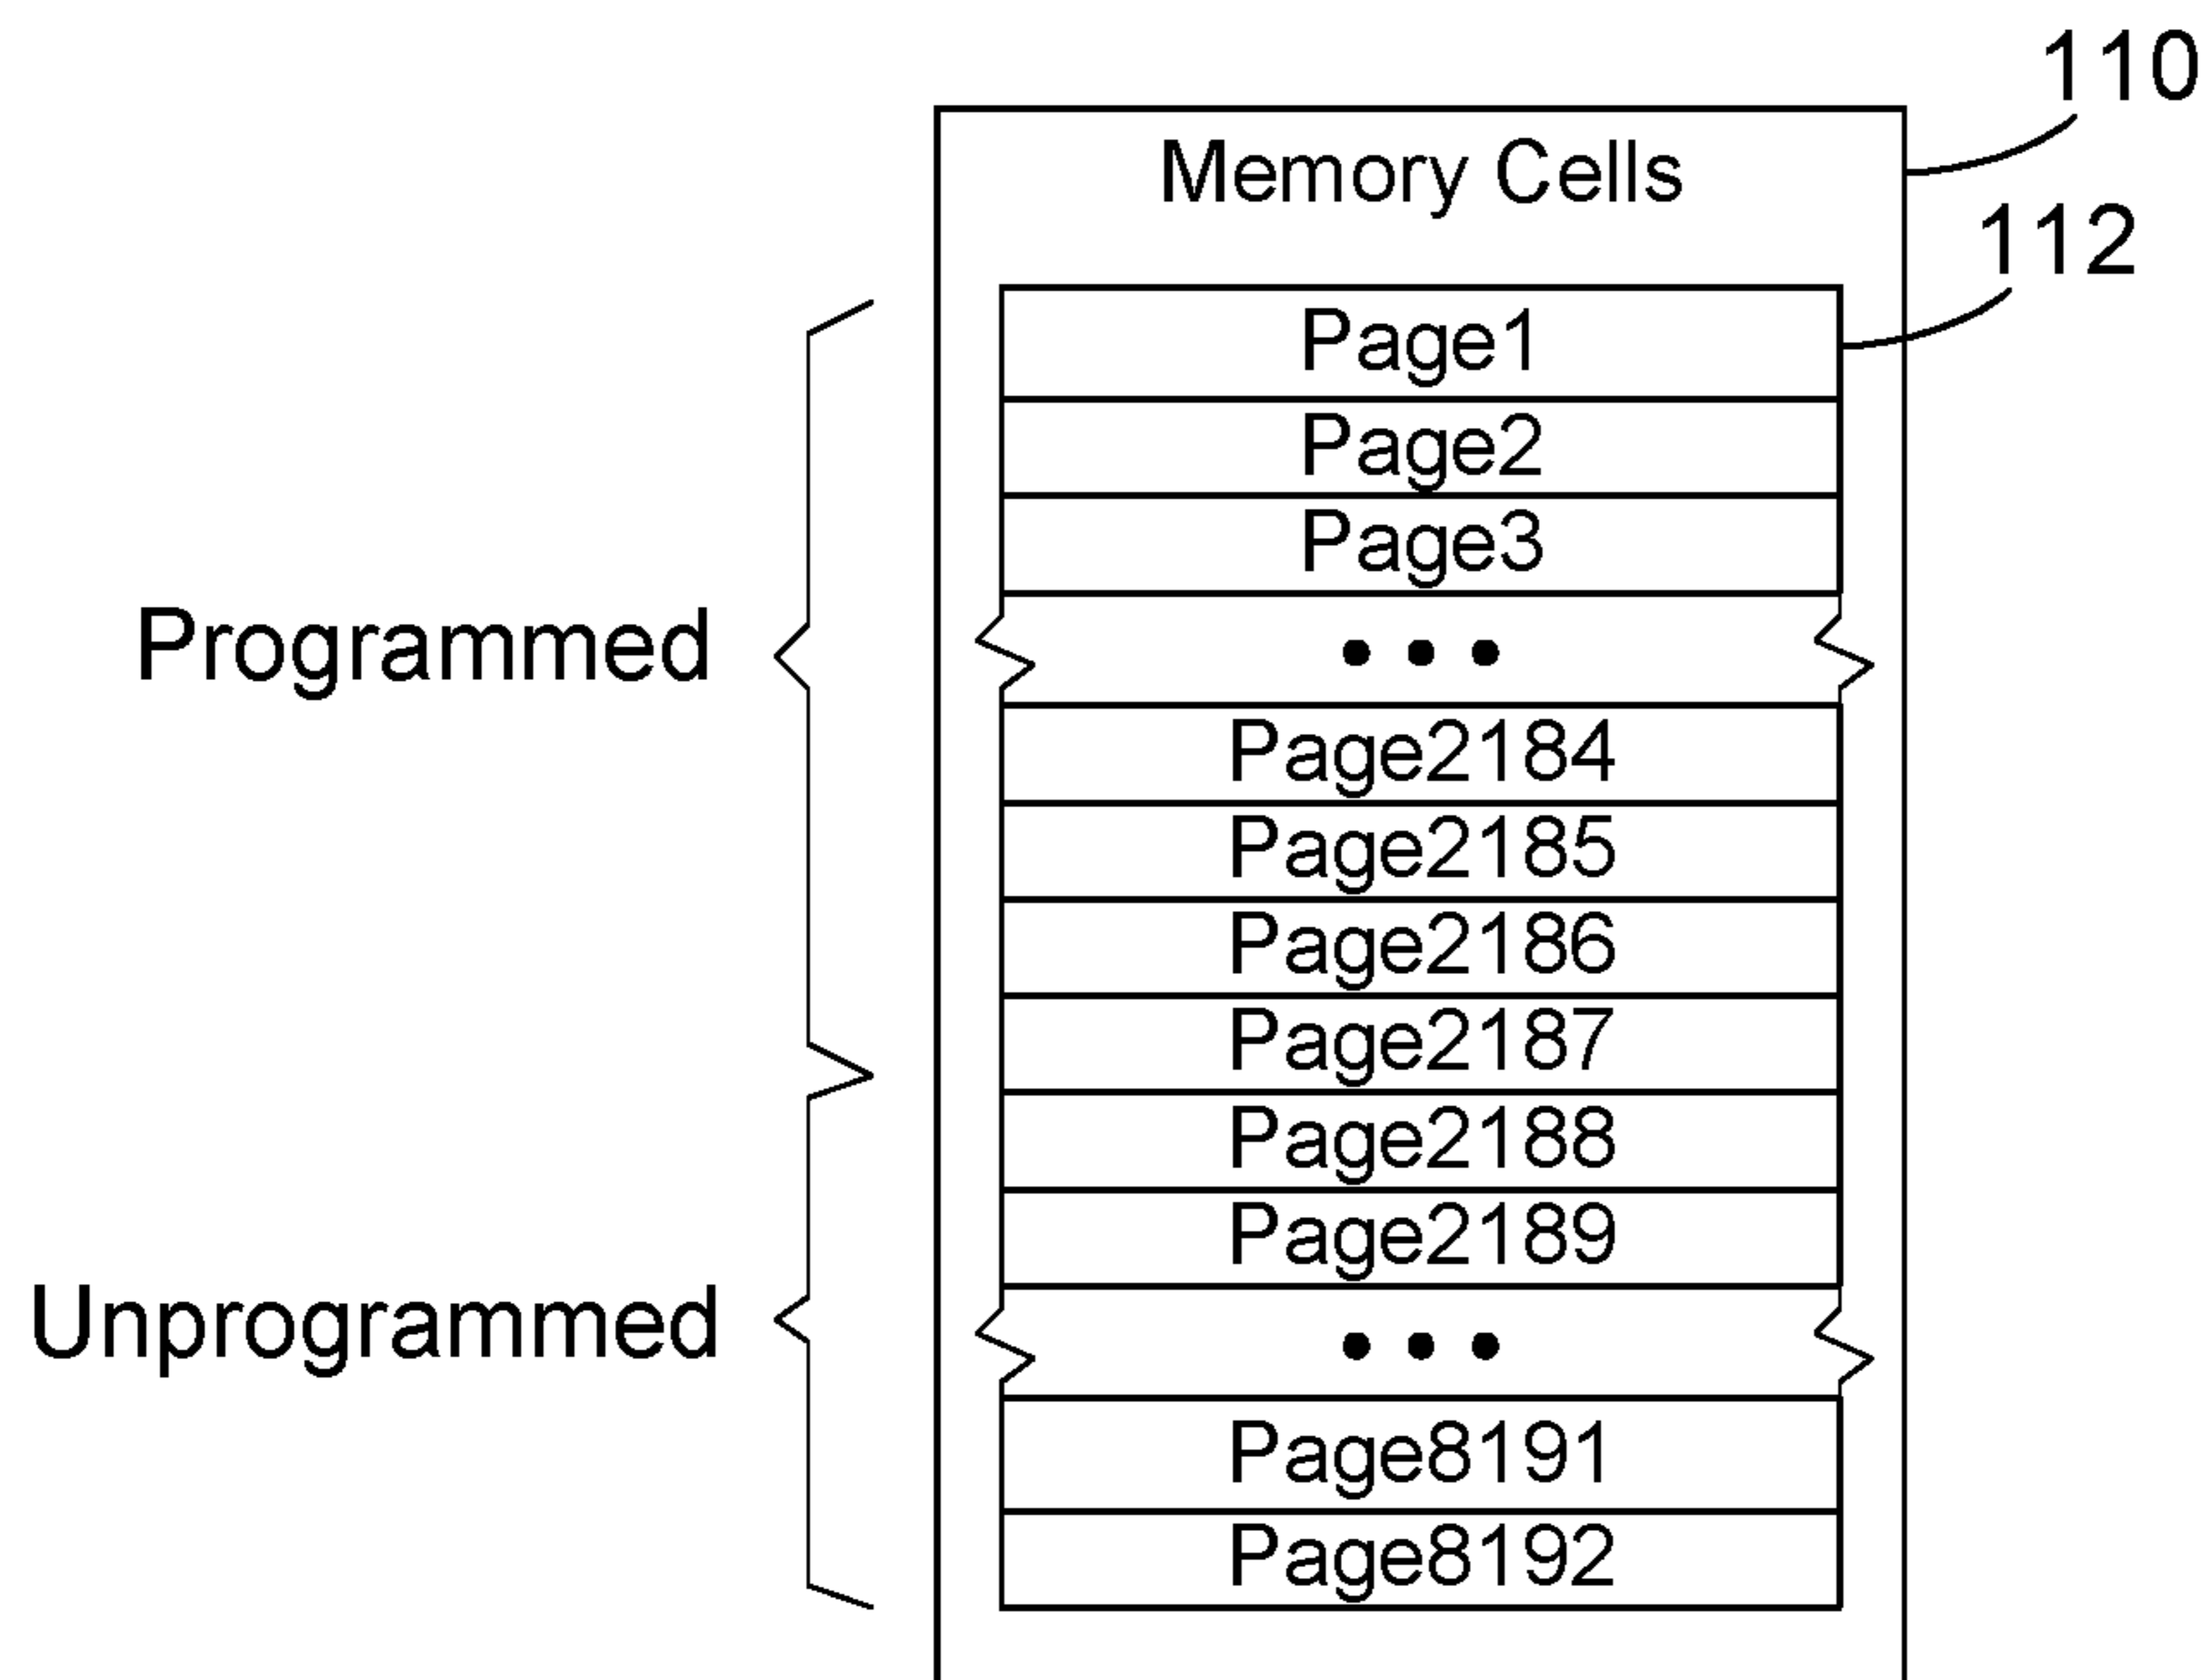 110
Memory Cells
112
Page1
Page2
Page3
Programmed
• • •
Page2184
Page2185
Page2186
Page2187
Page2188
Page2189
Unprogrammed
• • •
Page8191
Page8192